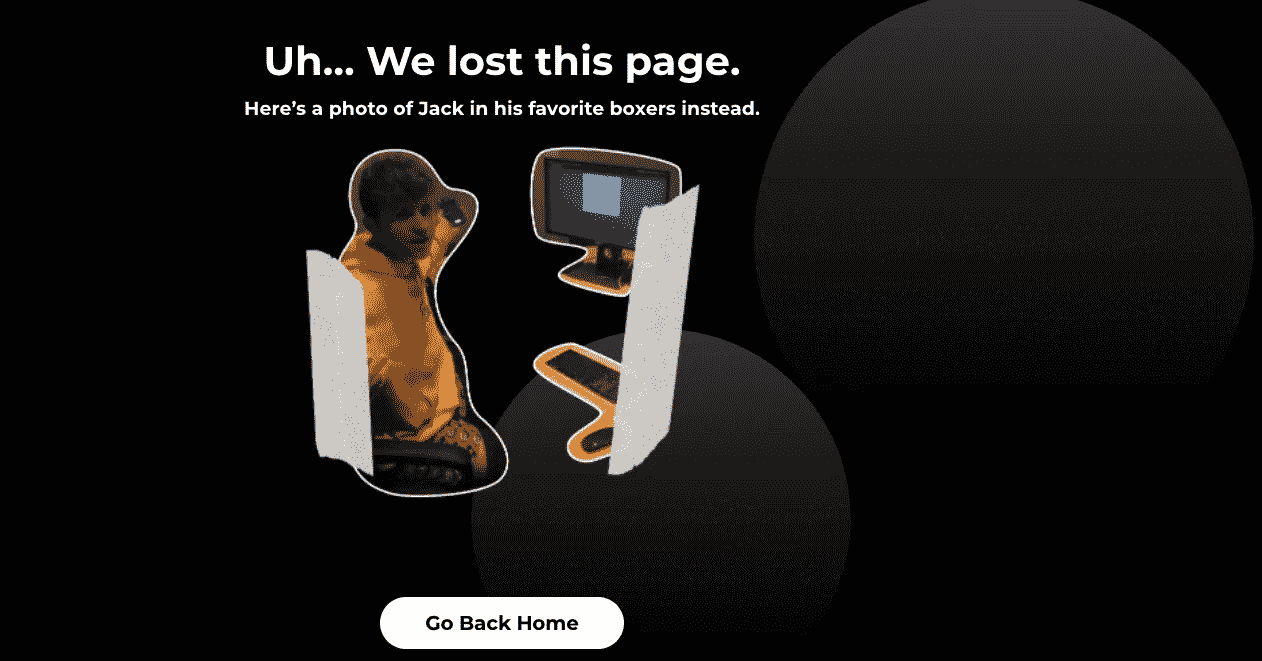 Uh... We lost this page.
Here’s a photo of Jack in his favorite boxers instead.
Go Back Home